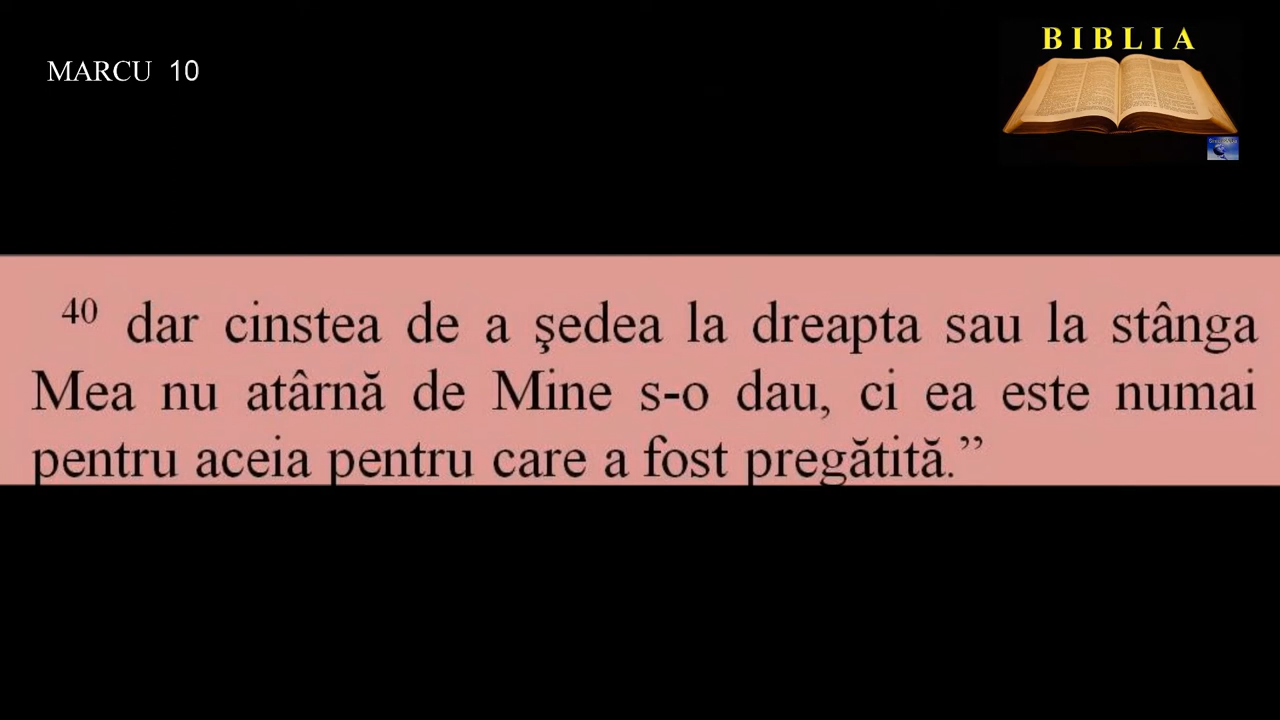 BIBLIA
MARCU 10
40 dar cinstea de a şedea la dreapta sau la stânga
Mea nu atârnă de Mine s-o dau, ci ea este numai
pentru aceia pentru care a fost pregătită.”